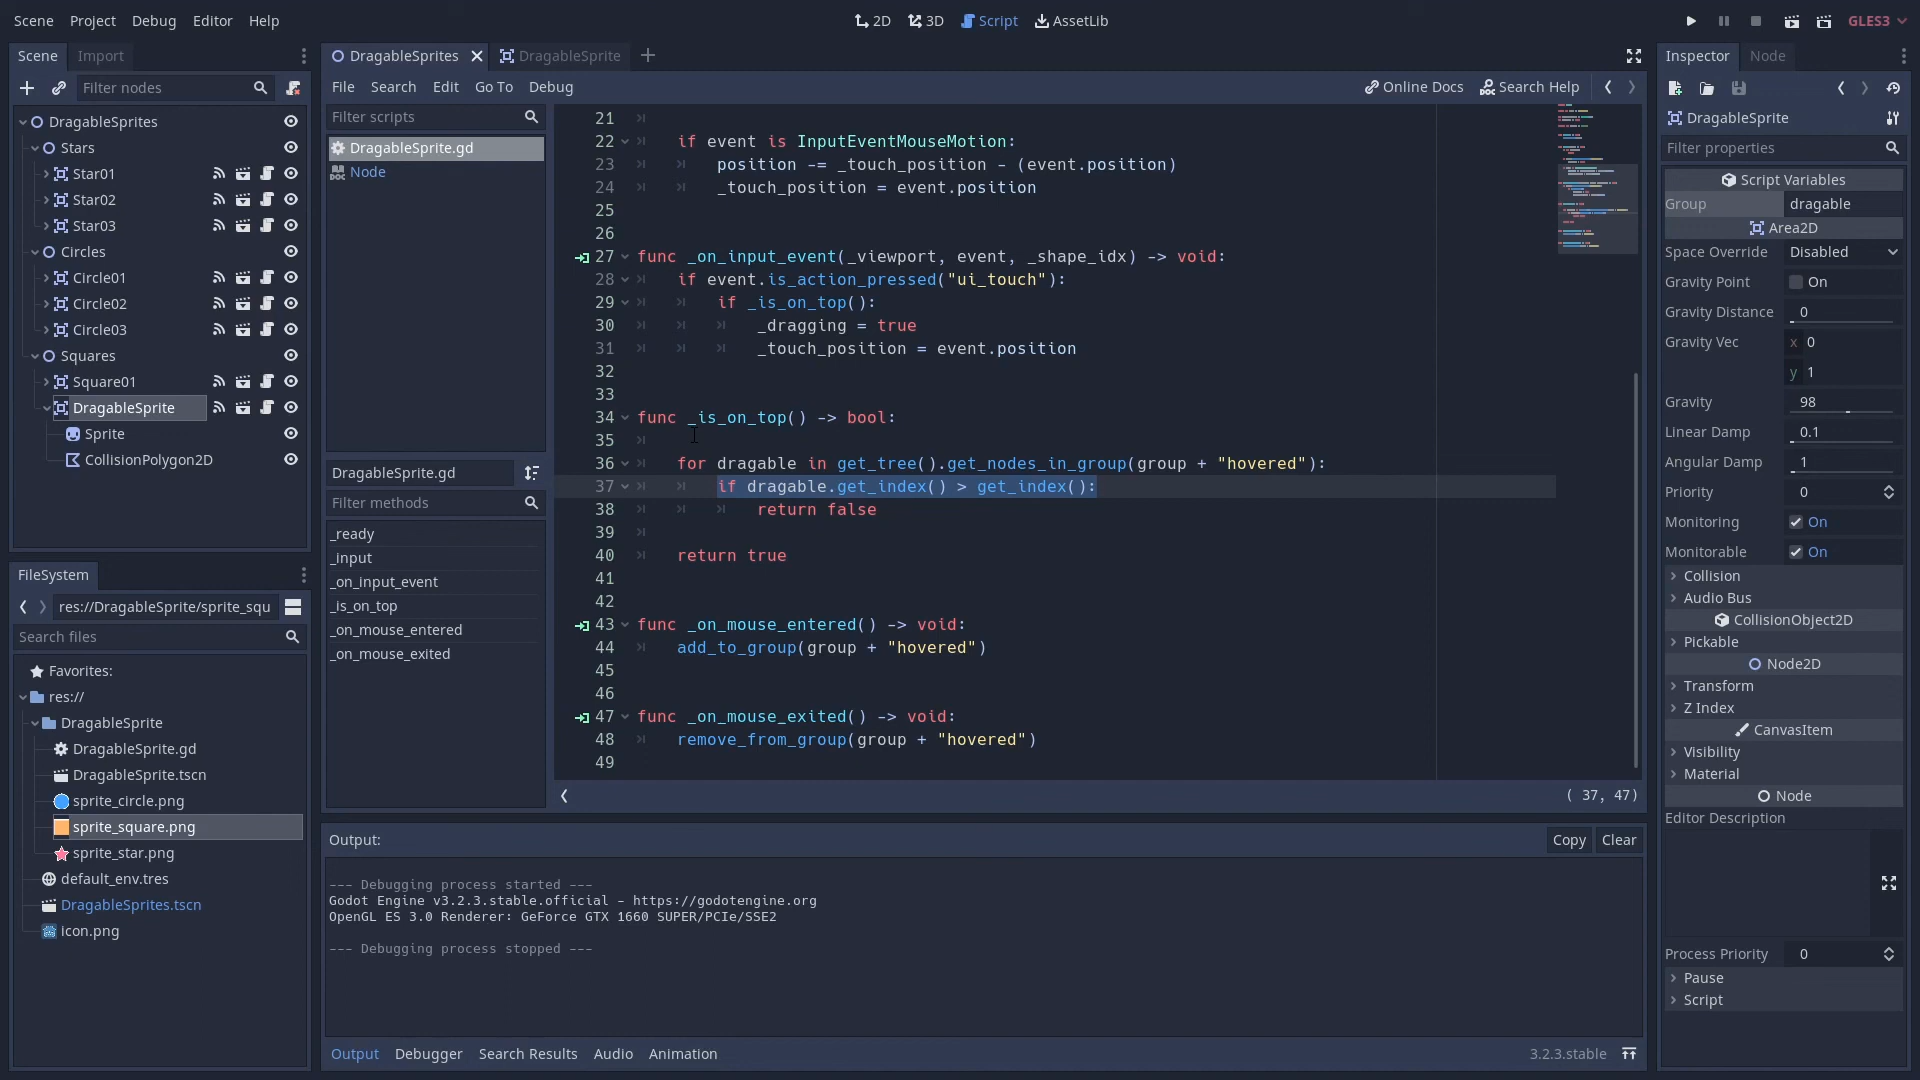 Scene Project Debug Editor Help
2D 3D Script AssetLib
GLES3
Scene Import
Filter nodes
DragableSprites
Stars
Star01
Star02
Star03
Circles
Circle01
Circle02
Circle03
Squares
Square01
DragableSprite
Sprite
CollisionPolygon2D
FileSystem
res://DragableSprite/sprite_squ
Search files
Favorites:
res://
DragableSprite
DragableSprite.gd
DragableSprite.tscn
sprite_circle.png
sprite_square.png
sprite_star.png
default_env.tres
DragableSprites.tscn
icon.png
DragableSprites DragableSprite
File Search Edit Go To Debug
Online Docs Search Help
Filter scripts
DragableSprite.gd
Node
DragableSprite.gd
Filter methods
_ready
_input
_on_input_event
_is_on_top
_on_mouse_entered
_on_mouse_exited
21
22 if event is InputEventMouseMotion:
23 position -= _touch_position - (event.position)
24 _touch_position = event.position
25
26
27 func _on_input_event(_viewport, event, _shape_idx) -> void:
28 if event.is_action_pressed("ui_touch"):
29 if _is_on_top():
30 _dragging = true
31 _touch_position = event.position
32
33
34 func _is_on_top() -> bool:
35
36 for dragable in get_tree().get_nodes_in_group(group + "hovered"):
37 if dragable.get_index() > get_index():
38 return false
39
40 return true
41
42
43 func _on_mouse_entered() -> void:
44 add_to_group(group + "hovered")
45
46
47 func _on_mouse_exited() -> void:
48 remove_from_group(group + "hovered")
49
( 37, 47)
Output:
Copy Clear
--- Debugging process started ---
Godot Engine v3.2.3.stable.official - https://godotengine.org
OpenGL ES 3.0 Renderer: GeForce GTX 1660 SUPER/PCIe/SSE2
--- Debugging process stopped ---
Output Debugger Search Results Audio Animation
3.2.3.stable
Inspector Node
DragableSprite
Filter properties
Script Variables
Group dragable
Area2D
Space Override Disabled
Gravity Point On
Gravity Distance 0
Gravity Vec x 0
y 1
Gravity 98
Linear Damp 0.1
Angular Damp 1
Priority 0
Monitoring On
Monitorable On
Collision
Audio Bus
CollisionObject2D
Pickable
Node2D
Transform
Z Index
CanvasItem
Visibility
Material
Node
Editor Description
Process Priority 0
Pause
Script